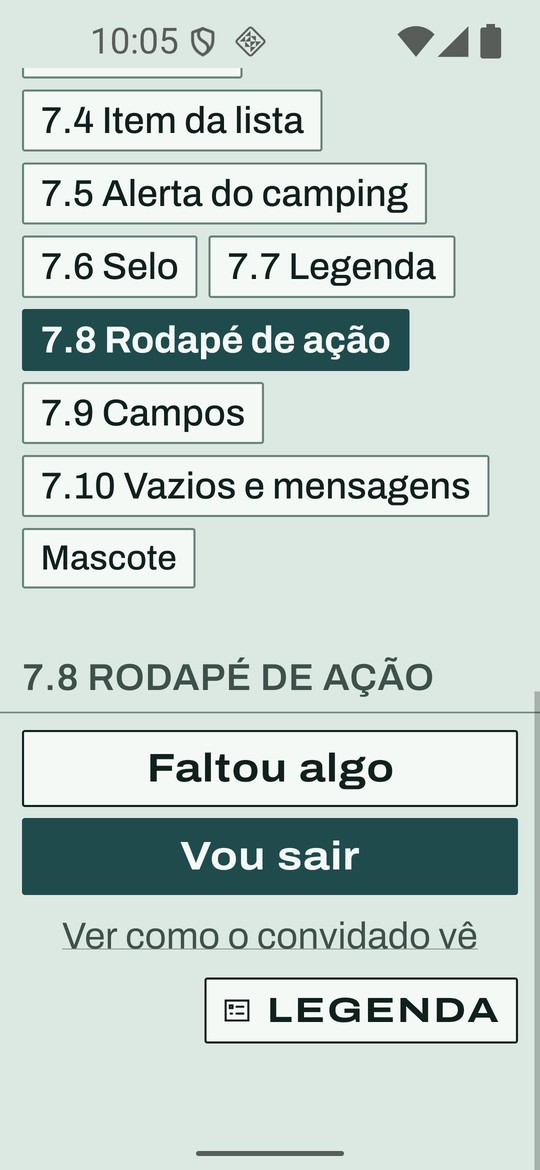 10:05
7.4 Item da lista
7.5 Alerta do camping
7.6 Selo
7.7 Legenda
7.8 Rodapé de ação
7.9 Campos
7.10 Vazios e mensagens
Mascote
7.8 RODAPÉ DE AÇÃO
Faltou algo
Vou sair
Ver como o convidado vê
LEGENDA